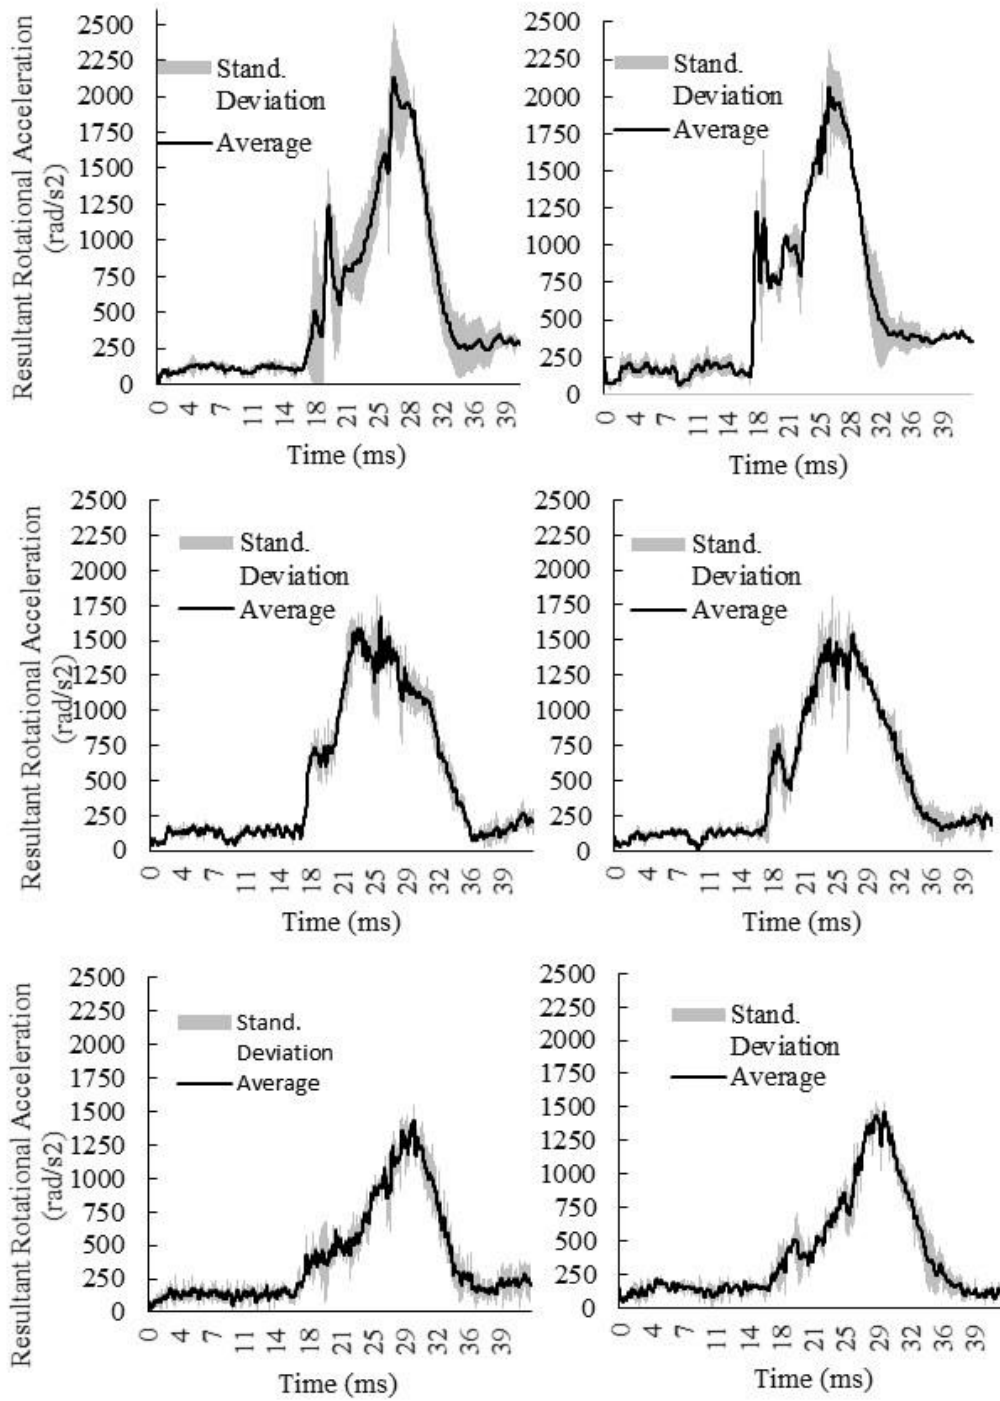 Resultant Rotational Acceleration
(rad/s2)
2500
2250
2000
1750
1500
1250
1000
750
500
250
0
Stand.
Deviation
Average
0 4 7 11 14 18 21 25 28 32 36 39
Time (ms)
2500
2250
2000
1750
1500
1250
1000
750
500
250
0
Stand.
Deviation
Average
0 4 7 11 14 18 21 25 28 32 36 39
Time (ms)
Resultant Rotational Acceleration
(rad/s2)
2500
2250
2000
1750
1500
1250
1000
750
500
250
0
Stand.
Deviation
Average
0 4 7 11 14 18 21 25 29 32 36 39
Time (ms)
2500
2250
2000
1750
1500
1250
1000
750
500
250
0
Stand.
Deviation
Average
0 4 7 11 14 18 21 25 29 32 36 39
Time (ms)
Resultant Rotational Acceleration
(rad/s2)
2500
2250
2000
1750
1500
1250
1000
750
500
250
0
Stand.
Deviation
Average
0 4 7 11 14 18 21 25 29 32 36 39
Time (ms)
2500
2250
2000
1750
1500
1250
1000
750
500
250
0
Stand.
Deviation
Average
0 4 7 11 14 18 21 25 29 32 36 40
Time (ms)